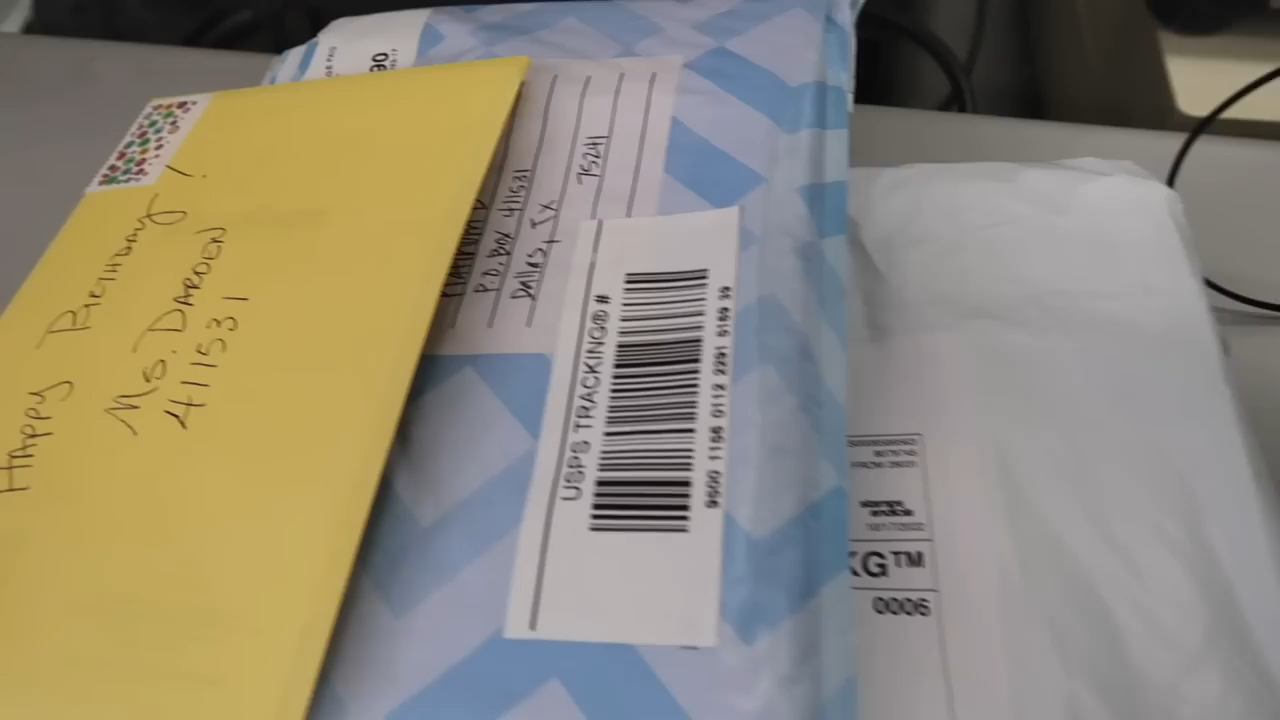 Happy Birthday!
Ms. Darden
411531
P.O. Box 411531
Dallas, TX 75241
USPS TRACKING® #
9500 1156 0112 2291 5169 39
90
KG™
0006